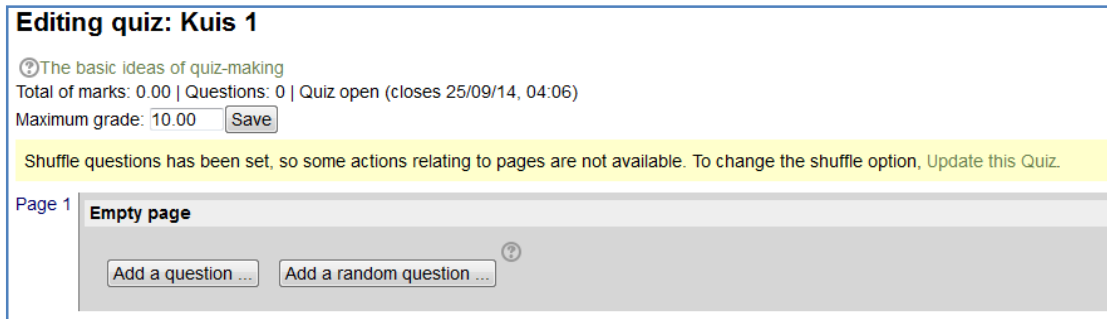 Editing quiz: Kuis 1
The basic ideas of quiz-making
Total of marks: 0.00 | Questions: 0 | Quiz open (closes 25/09/14, 04:06)
Maximum grade: 10.00 Save
Shuffle questions has been set, so some actions relating to pages are not available. To change the shuffle option, Update this Quiz.
Page 1 Empty page
Add a question ... Add a random question ...